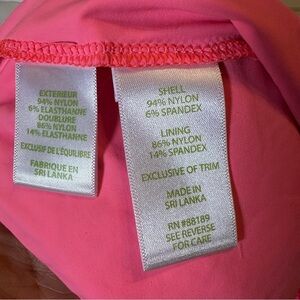 EXTERIEUR
94% NYLON
6% ELASTHANNE
DOUBLURE
86% NYLON
14% ELASTHANNE
EXCLUSIF DE L'ÉQUILIBRE
FABRIQUE EN
SRI LANKA
SHELL
94% NYLON
6% SPANDEX
LINING
86% NYLON
14% SPANDEX
EXCLUSIVE OF TRIM
MADE IN
SRI LANKA
RN #88189
SEE REVERSE
FOR CARE